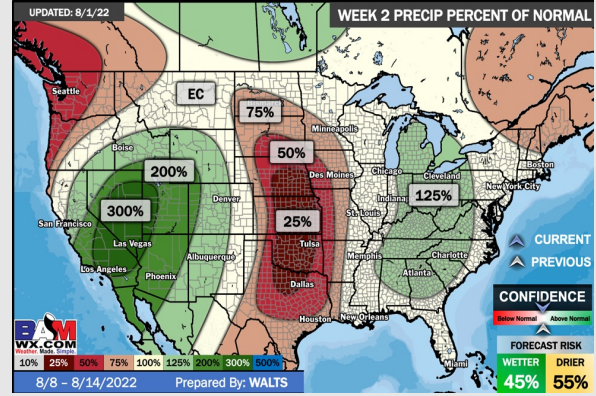 UPDATED: 8/1/22
WEEK 2 PRECIP PERCENT OF NORMAL
Seattle
EC
75%
Minneapolis
Boise
50%
200%
Des Moines
Chicago
Cleveland
Boston
New York City
300%
Denver
Indiana
125%
San Francisco
25%
St. Louis
Las Vegas
Tulsa
CURRENT
Los Angeles
Albuquerque
Memphis
Charlotte
PREVIOUS
Phoenix
Atlanta
Dallas
CONFIDENCE
Houston
New Orleans
Below Normal
Above Normal
BAM
WX.COM
Weather. Made. Simple.
FORECAST RISK
Miami
10% 25% 50% 75% 100% 125% 200% 300% 500%
WETTER
DRIER
8/8 – 8/14/2022
Prepared By: WALTS
45%
55%